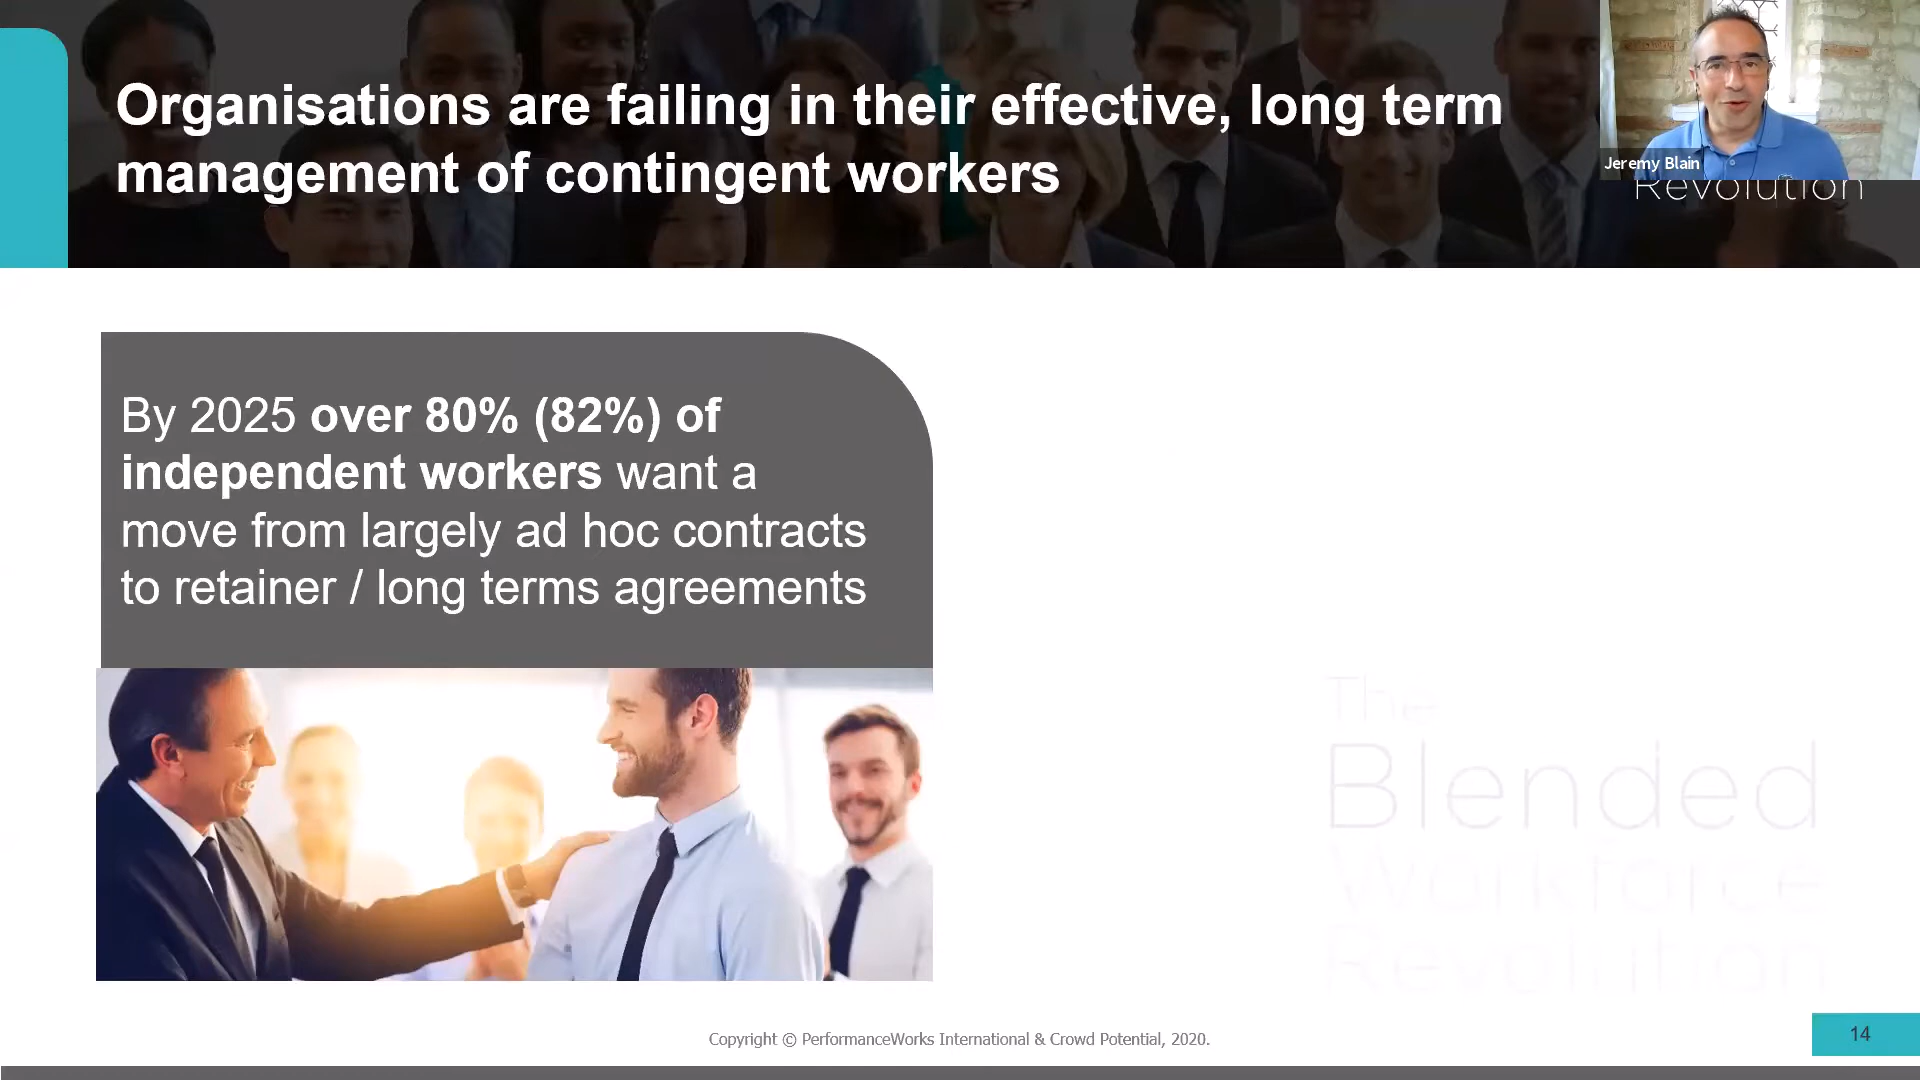 Organisations are failing in their effective, long term
management of contingent workers
Jeremy Blain
Revolution
By 2025 over 80% (82%) of
independent workers want a
move from largely ad hoc contracts
to retainer / long terms agreements
The
Blended
Workforce
Revolution
Copyright © PerformanceWorks International & Crowd Potential, 2020.
14